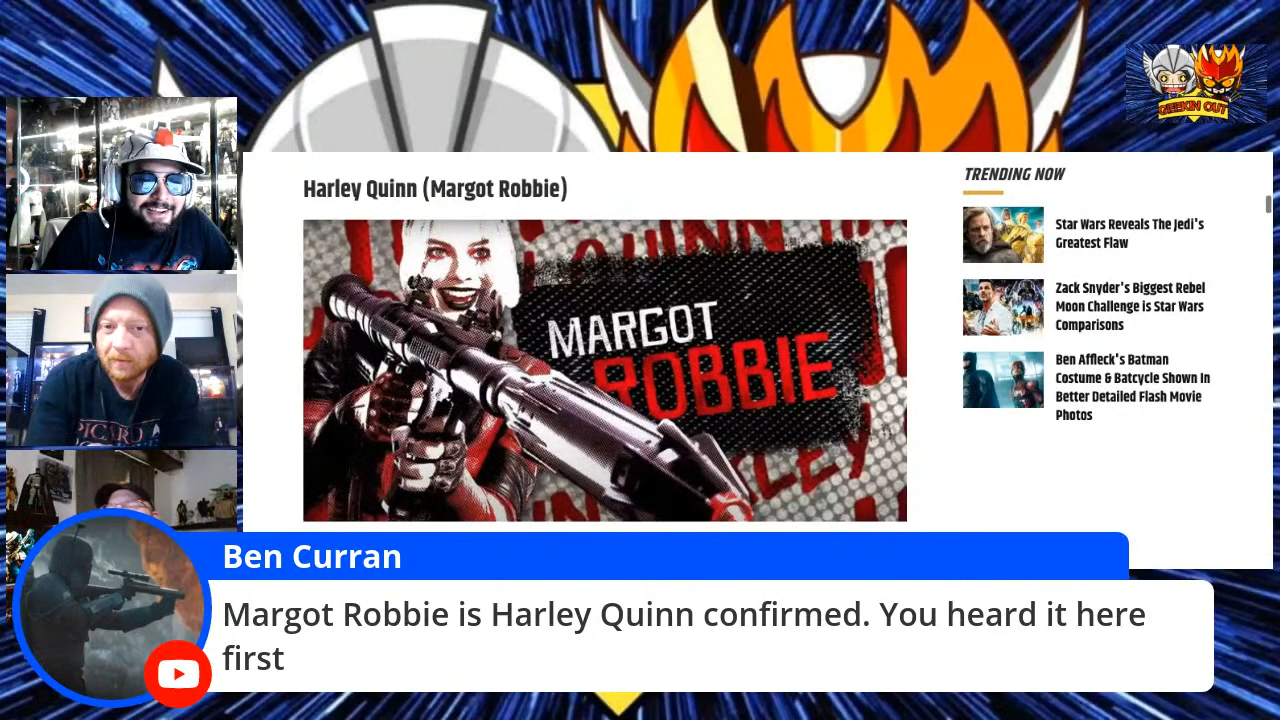 GEEKIN OUT
Harley Quinn (Margot Robbie)
MARGOT
ROBBIE
TRENDING NOW
Star Wars Reveals The Jedi's
Greatest Flaw
Zack Snyder's Biggest Rebel
Moon Challenge is Star Wars
Comparisons
Ben Affleck's Batman
Costume & Batcycle Shown In
Better Detailed Flash Movie
Photos
PICARD
Ben Curran
Margot Robbie is Harley Quinn confirmed. You heard it here
first